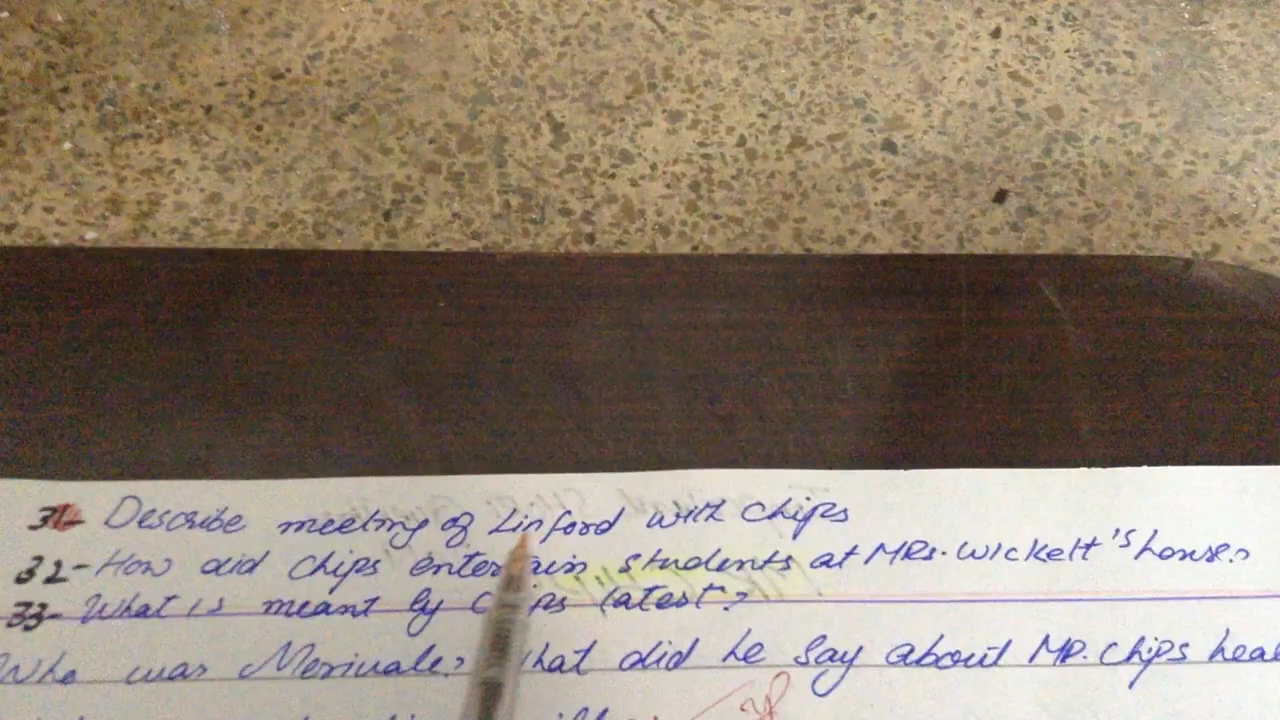 31- Describe meeting of Linford with chips
32- How did chips entertain students at MRs. Wickett's house?
33- What is meant by Chips latest?
Who was Merivale? What did he say about MR. Chips heal